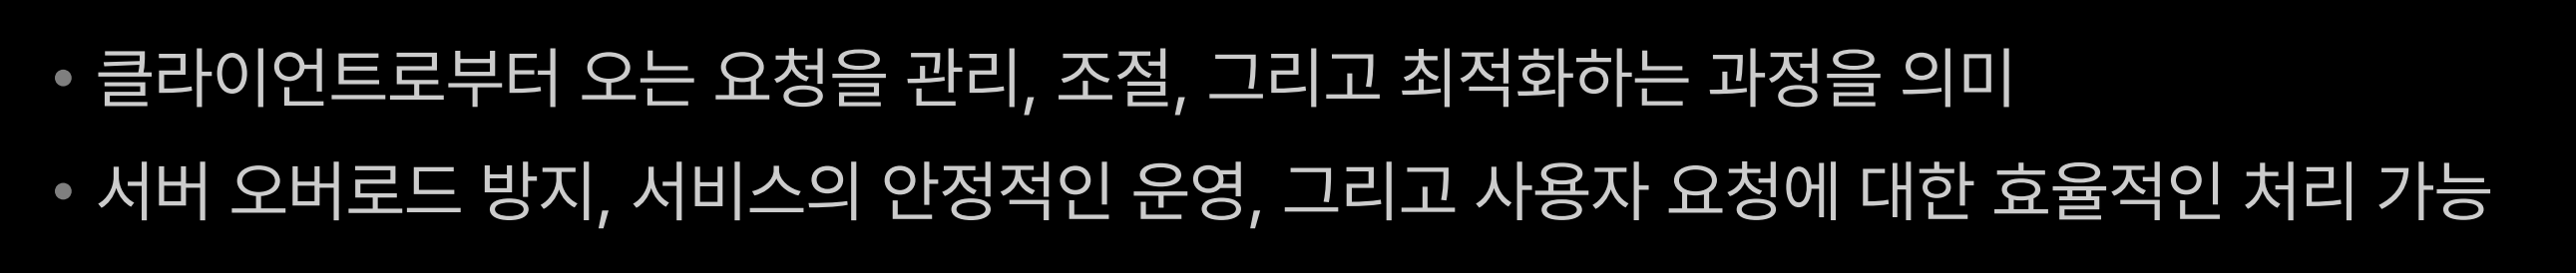 • 클라이언트로부터 오는 요청을 관리, 조절, 그리고 최적화하는 과정을 의미
• 서버 오버로드 방지, 서비스의 안정적인 운영, 그리고 사용자 요청에 대한 효율적인 처리 가능